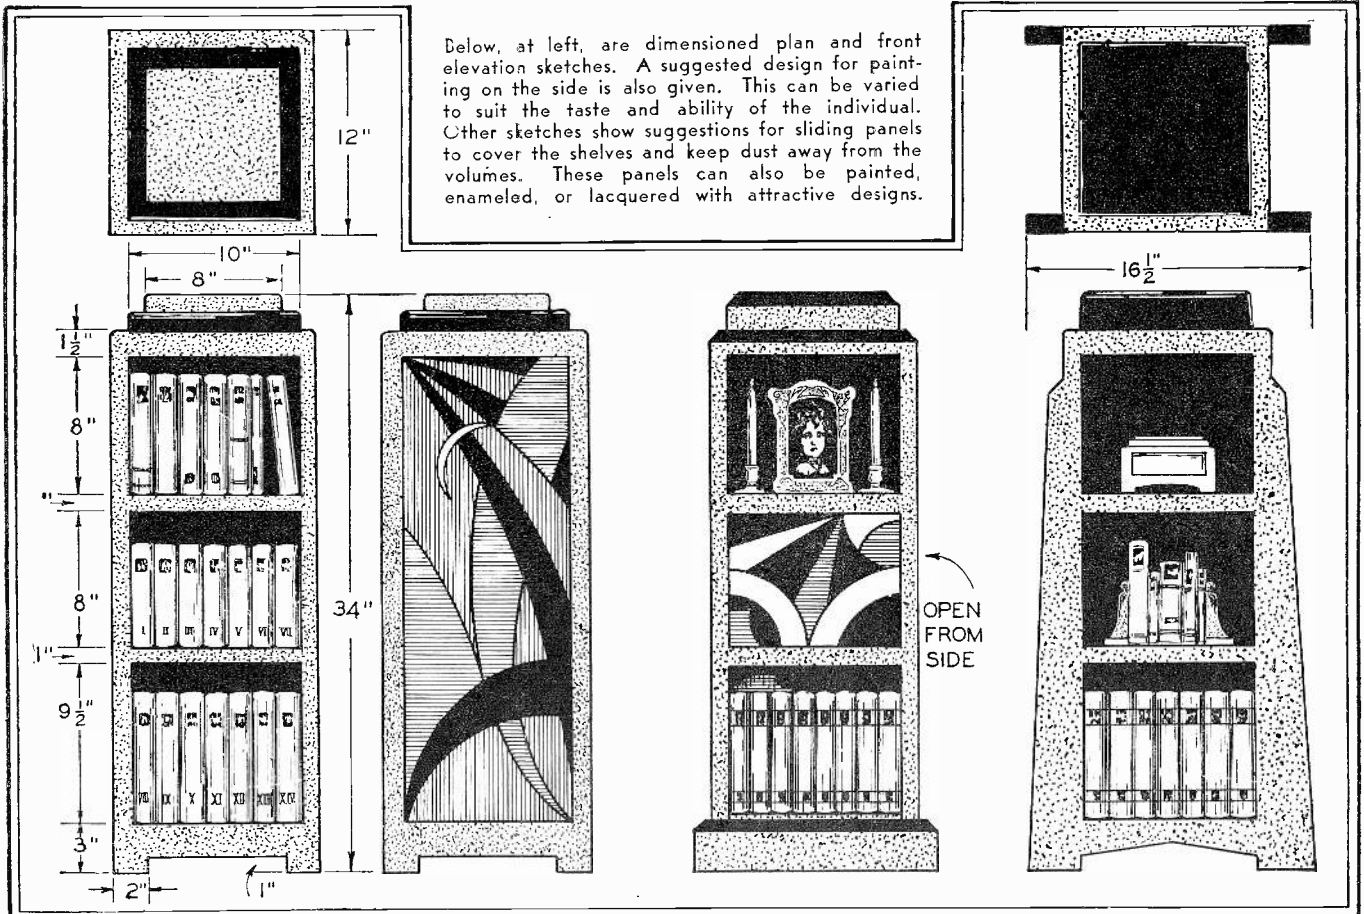 Below, at left, are dimensioned plan and front
elevation sketches. A suggested design for paint-
ing on the side is also given. This can be varied
to suit the taste and ability of the individual.
Other sketches show suggestions for sliding panels
to cover the shelves and keep dust away from the
volumes. These panels can also be painted,
enameled, or lacquered with attractive designs.
12"
10"
8"
16 1/2"
1 1/2"
8"
8"
1"
9 1/2"
3"
2"
1"
34"
I II III IV V VI VII
IX X XI XII XIII XIV
OPEN
FROM
SIDE